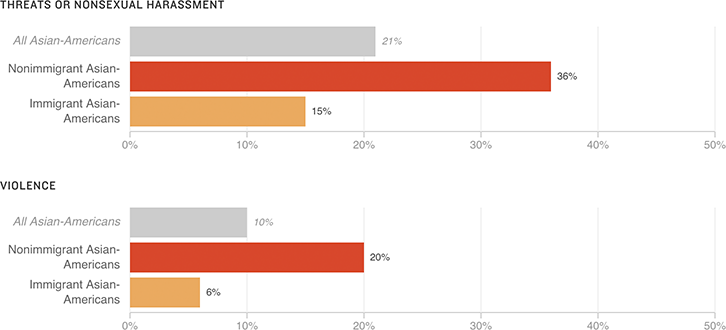 THREATS OR NONSEXUAL HARASSMENT
All Asian-Americans
21%
Nonimmigrant Asian-
Americans
36%
Immigrant Asian-
Americans
15%
0%
10%
20%
30%
40%
50%
VIOLENCE
All Asian-Americans
10%
Nonimmigrant Asian-
Americans
20%
Immigrant Asian-
Americans
6%
0%
10%
20%
30%
40%
50%